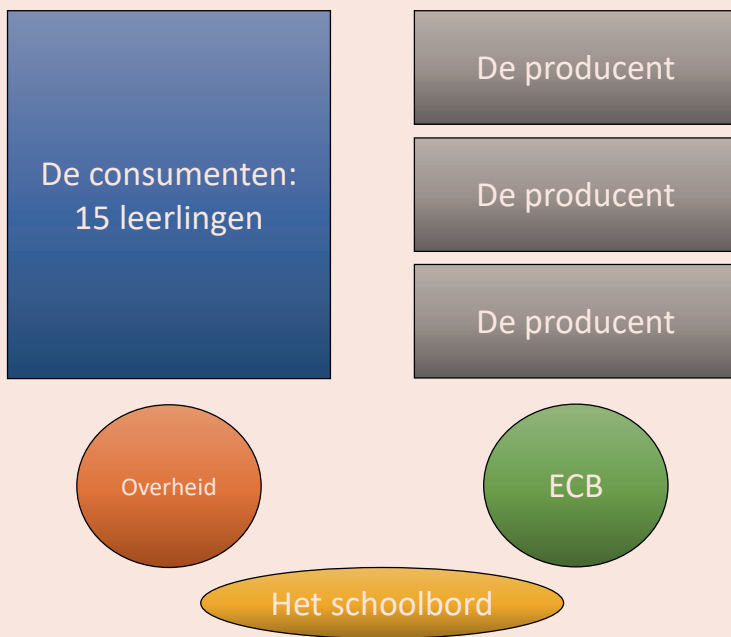 De consumenten:
15 leerlingen
De producent
De producent
De producent
Overheid
ECB
Het schoolbord